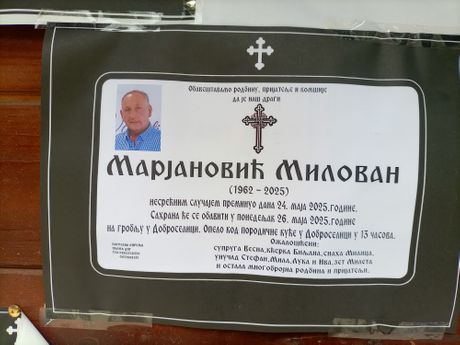 Обавештавамо родбину, пријатеље и комшије
да је наш драги
Марјановић Милован
(1962 – 2025)
несрећним случајем преминуо дана 24. маја 2025.године.
Сахрана ће се обавити у понедељак 26. маја 2025.године
на гробљу у Доброселици. Опело код породичне куће у Доброселици у 13 часова.
Ожалошћени:
супруга Весна, кћерка Биљана, снаха Милица,
унучад Стефан, Мила, Лука и Ива, зет Милета
и остала многобројна родбина и пријатељи.